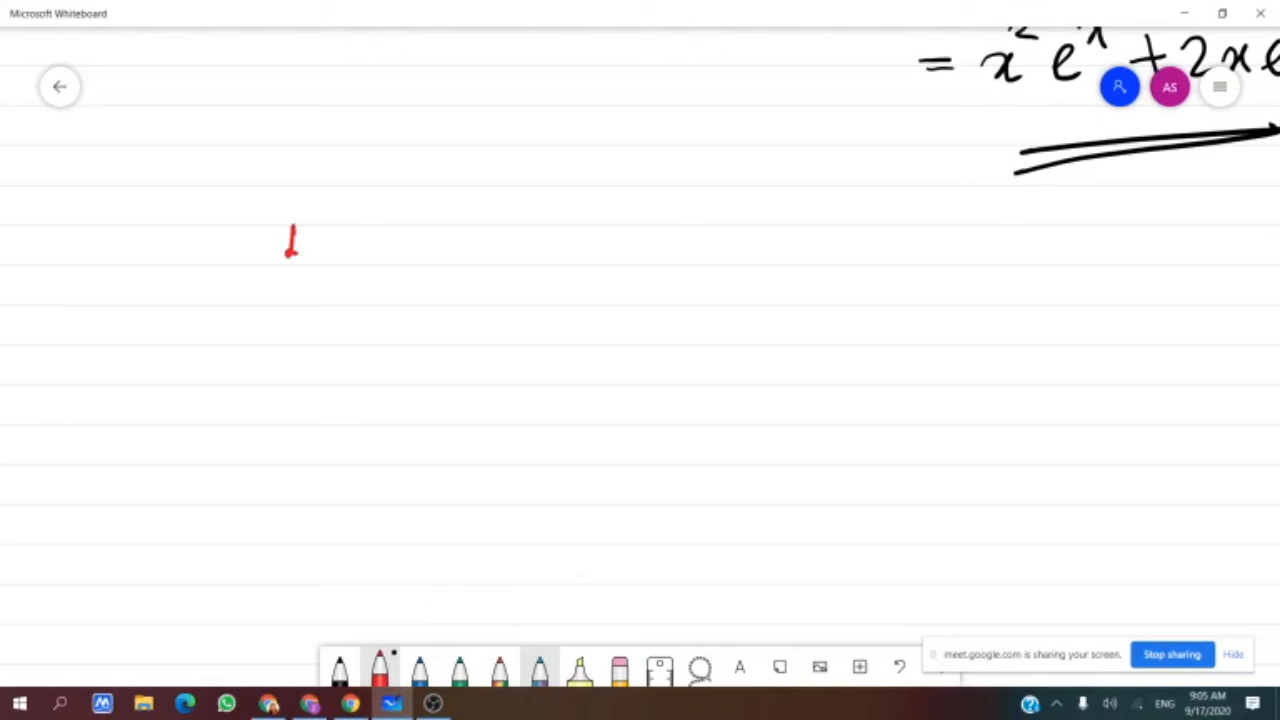 Microsoft Whiteboard
= x² eˣ + 2x e
AS
A
meet.google.com is sharing your screen.
Stop sharing
Hide
ENG
9:05 AM
9/17/2020